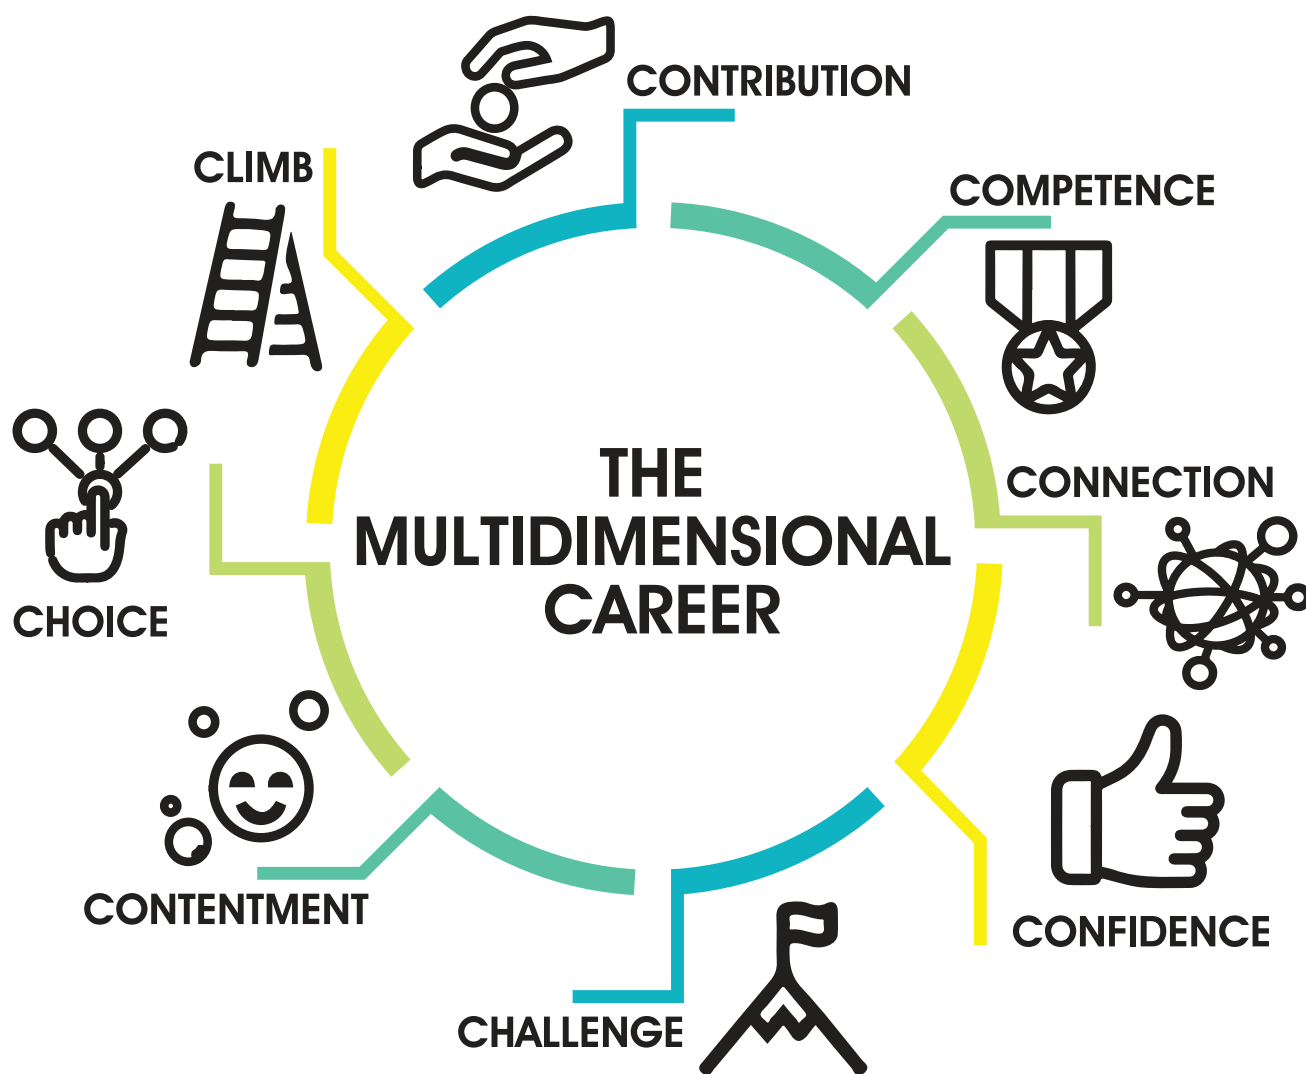 CONTRIBUTION
CLIMB
COMPETENCE
THE
MULTIDIMENSIONAL
CAREER
CONNECTION
CHOICE
CONTENTMENT
CONFIDENCE
CHALLENGE